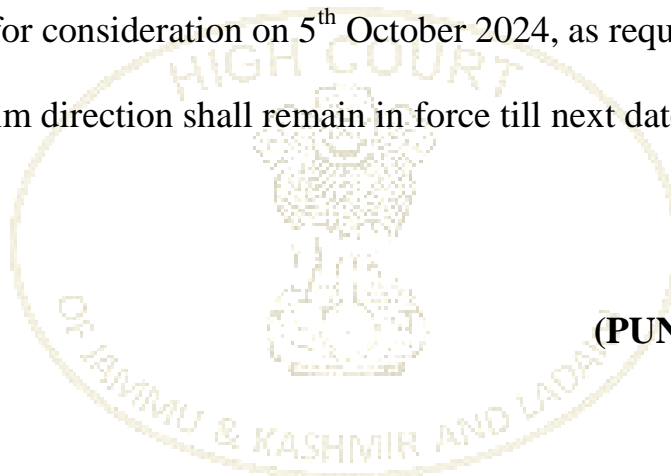 for consideration on 5th October 2024, as requ
im direction shall remain in force till next dat
(PUN
HIGH COURT
OF JAMMU & KASHMIR AND LADAKH